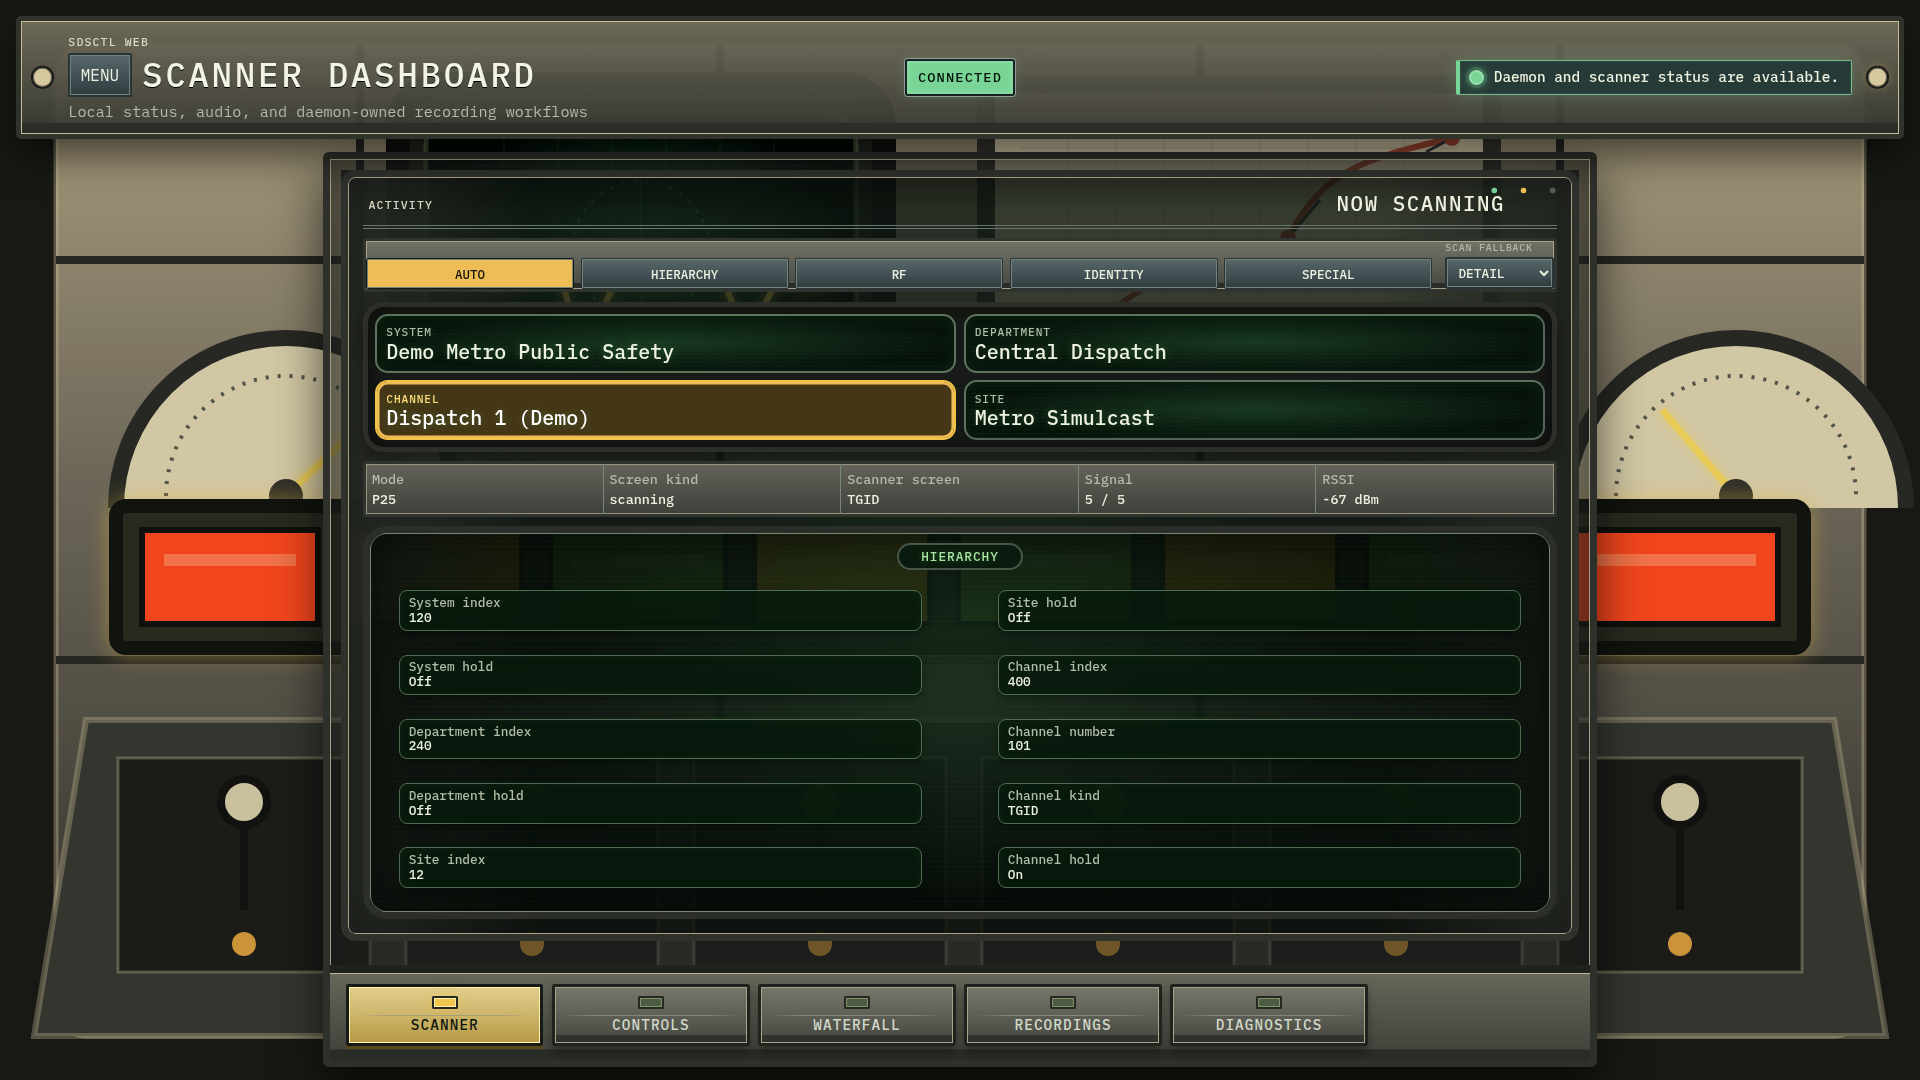 SDSCTL WEB
MENU
SCANNER DASHBOARD
Local status, audio, and daemon-owned recording workflows
CONNECTED
Daemon and scanner status are available.
ACTIVITY
NOW SCANNING
SCAN FALLBACK
AUTO
HIERARCHY
RF
IDENTITY
SPECIAL
DETAIL
SYSTEM
Demo Metro Public Safety
DEPARTMENT
Central Dispatch
CHANNEL
Dispatch 1 (Demo)
SITE
Metro Simulcast
Mode
P25
Screen kind
scanning
Scanner screen
TGID
Signal
5 / 5
RSSI
-67 dBm
HIERARCHY
System index
120
Site hold
Off
System hold
Off
Channel index
400
Department index
240
Channel number
101
Department hold
Off
Channel kind
TGID
Site index
12
Channel hold
On
SCANNER
CONTROLS
WATERFALL
RECORDINGS
DIAGNOSTICS